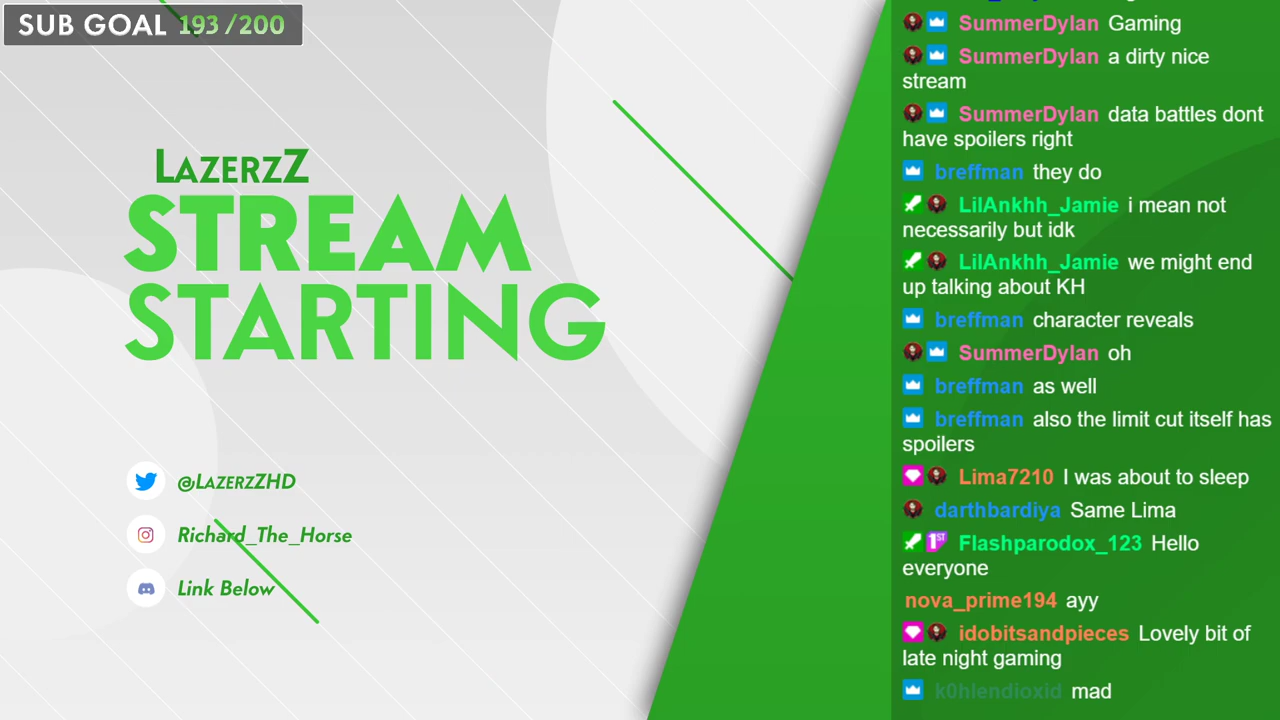 SUB GOAL 193/200
LAZERZZ
STREAM
STARTING
@LAZERZZHD
Richard_The_Horse
Link Below
SummerDylan Gaming
SummerDylan a dirty nice
stream
SummerDylan data battles dont
have spoilers right
breffman they do
LilAnkhh_Jamie i mean not
necessarily but idk
LilAnkhh_Jamie we might end
up talking about KH
breffman character reveals
SummerDylan oh
breffman as well
breffman also the limit cut itself has
spoilers
Lima7210 I was about to sleep
darthbardiya Same Lima
1ST Flashparodox_123 Hello
everyone
nova_prime194 ayy
idobitsandpieces Lovely bit of
late night gaming
k0hlendioxid mad